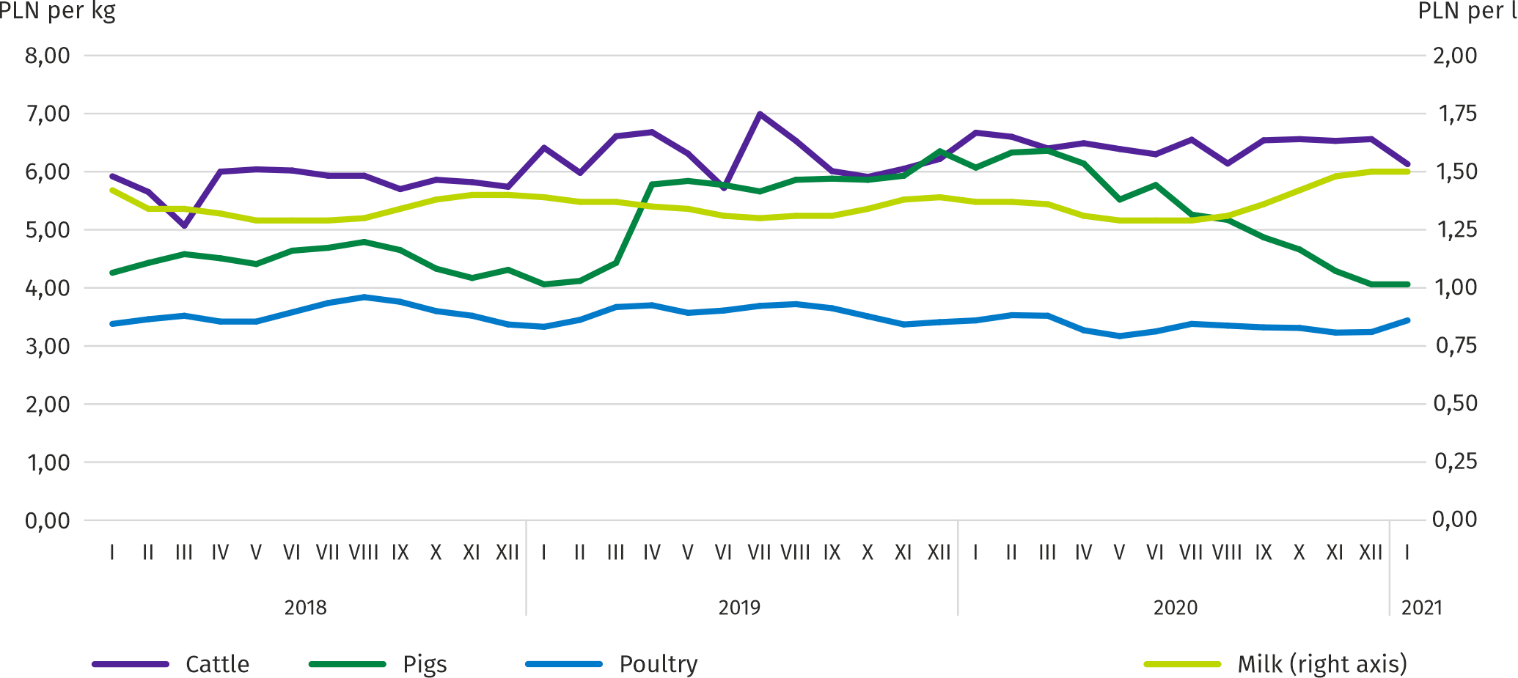 PLN per kg PLN per l
8,00 2,00
7,00 1,75
6,00 1,50
5,00 1,25
4,00 1,00
3,00 0,75
2,00 0,50
1,00 0,25
0,00 0,00
I II III IV V VI VII VIII IX X XI XII I II III IV V VI VII VIII IX X XI XII I II III IV V VI VII VIII IX X XI XII I
2018 2019 2020 2021
Cattle Pigs Poultry Milk (right axis)